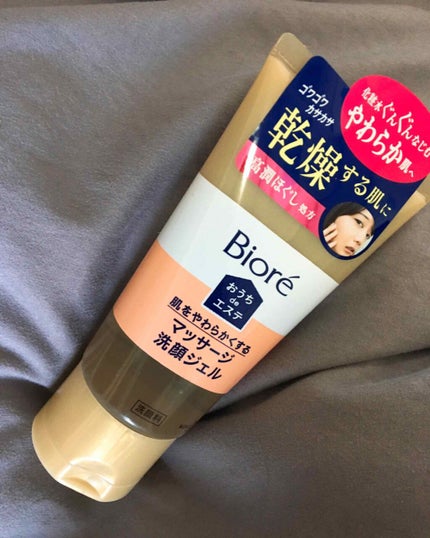 化粧水ぐんぐんなじむ
やわらか肌へ
ゴワゴワ
カサカサ
乾燥する肌に
高潤ほぐし処方
Bioré
おうち
de
エステ
肌をやわらかくする
マッサージ
洗顔ジェル
洗顔料